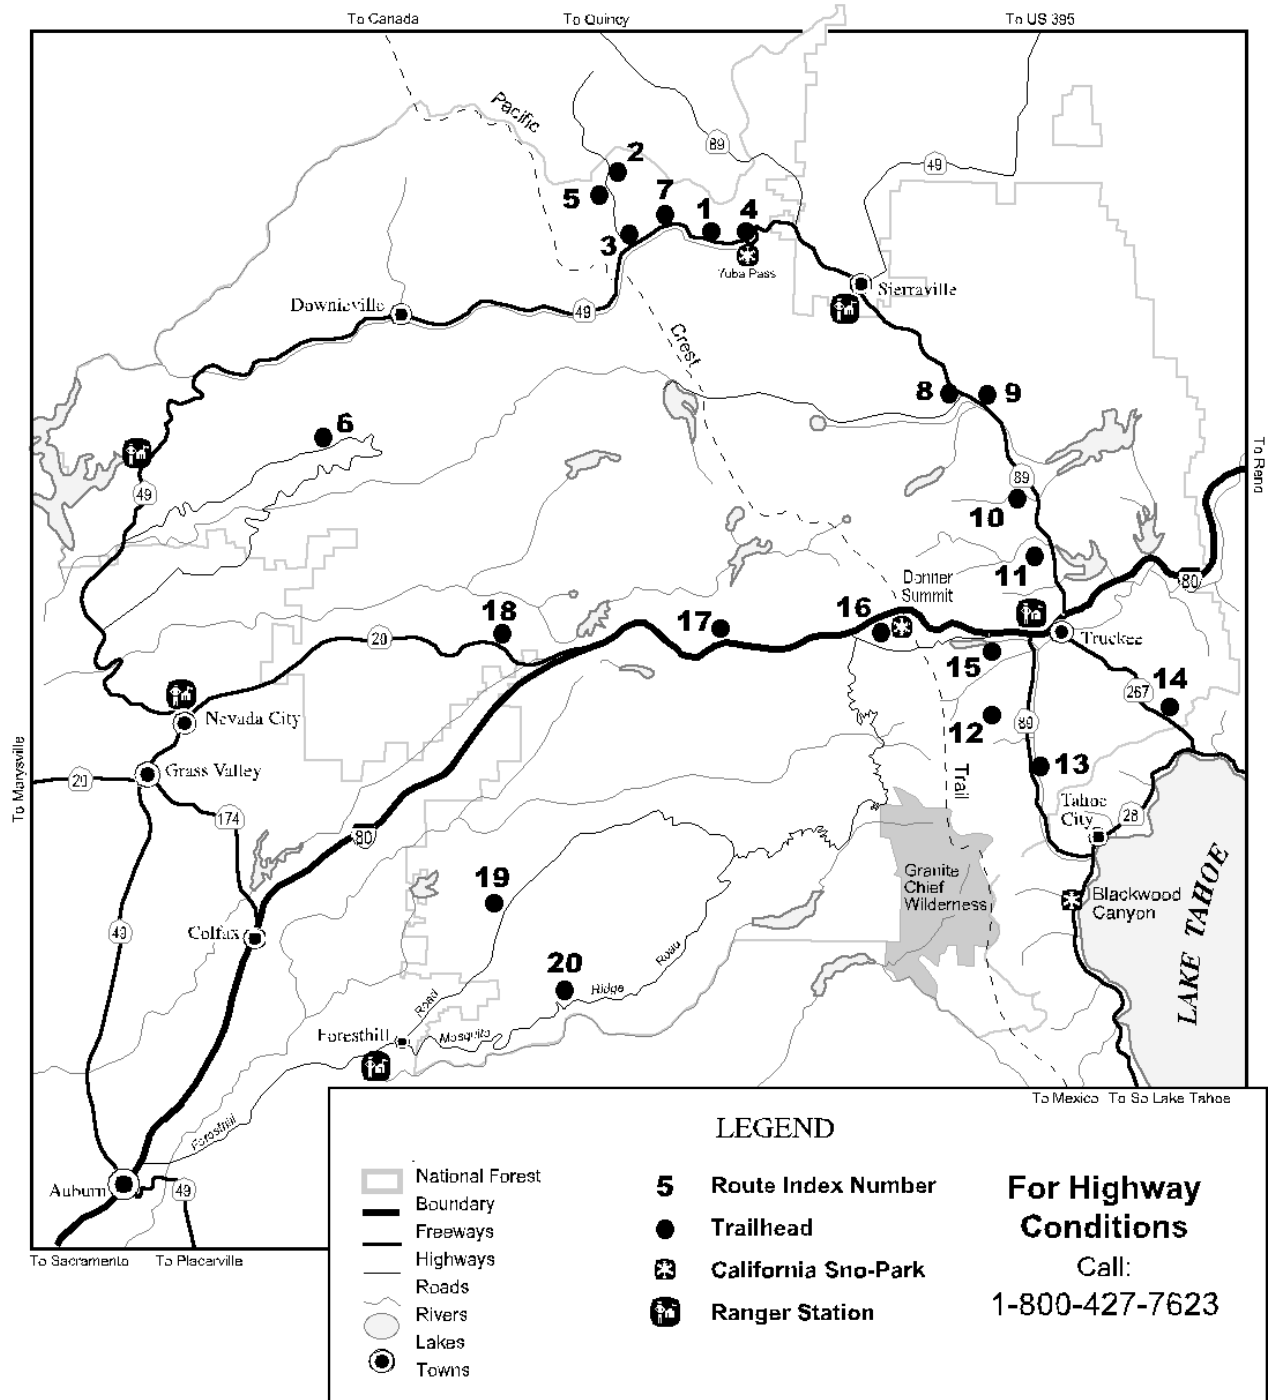 To Canada
To Quincy
To US 395
Pacific
89
49
2
5
7
1
4
3
Yuba Pass
Sierraville
Downieville
49
Crest
8
9
6
To Reno
49
89
10
11
Donner
Summit
80
18
17
16
20
Truckee
15
14
267
Nevada City
12
89
Grass Valley
13
To Marysville
20
Trail
Tahoe
City
28
174
80
LAKE TAHOE
19
Granite
Chief
Wilderness
Blackwood
Canyon
49
Colfax
20
Road
Ridge
Road
Foresthill
Mosquito
To Mexico
To So Lake Tahoe
Foresthill
Auburn
49
To Sacramento
To Placerville
LEGEND
National Forest
Boundary
Freeways
Highways
Roads
Rivers
Lakes
Towns
5 Route Index Number
Trailhead
California Sno-Park
Ranger Station
For Highway
Conditions
Call:
1-800-427-7623